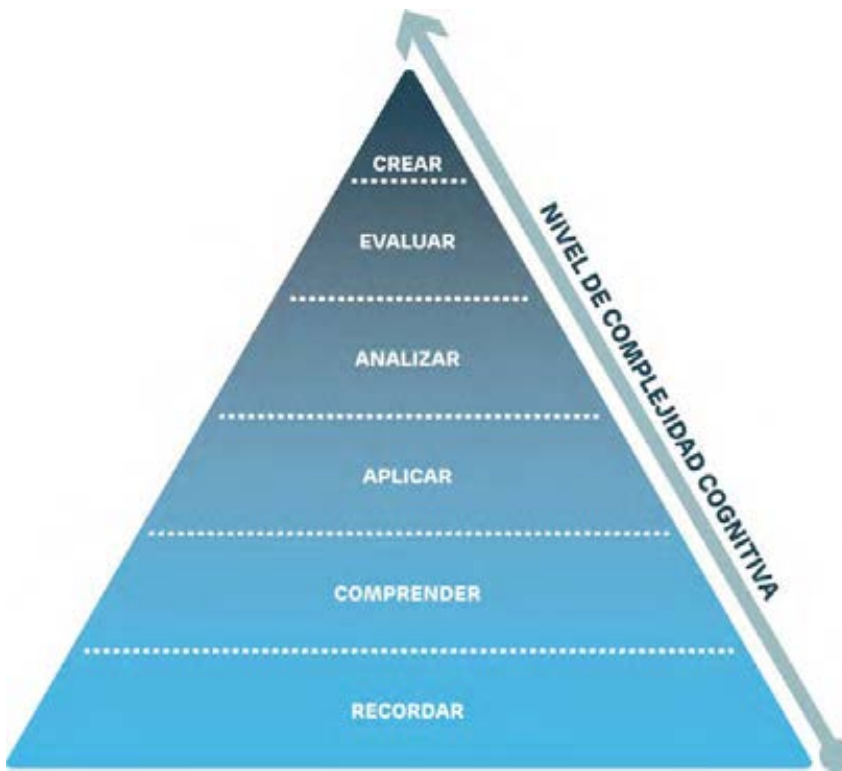 CREAR
EVALUAR
ANALIZAR
APLICAR
COMPRENDER
RECORDAR
NIVEL DE COMPLEJIDAD COGNITIVA